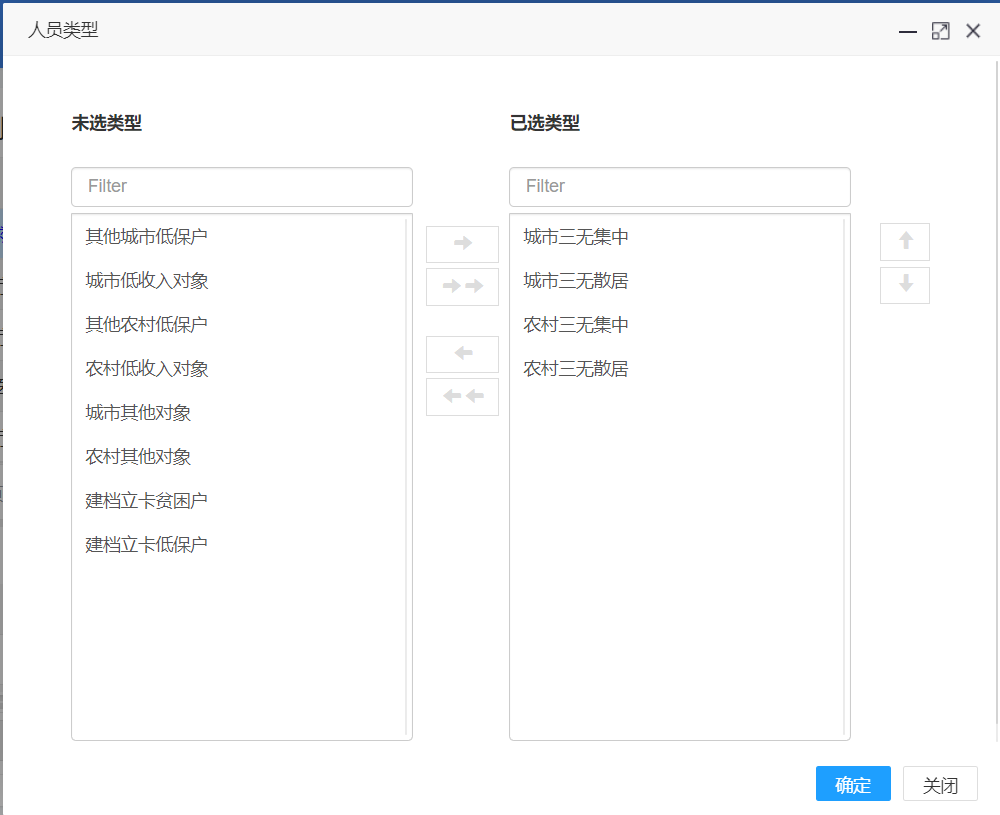 人员类型
未选类型
已选类型
Filter
Filter
其他城市低保户
城市低收入对象
其他农村低保户
农村低收入对象
城市其他对象
农村其他对象
建档立卡贫困户
建档立卡低保户
城市三无集中
城市三无散居
农村三无集中
农村三无散居
确定
关闭